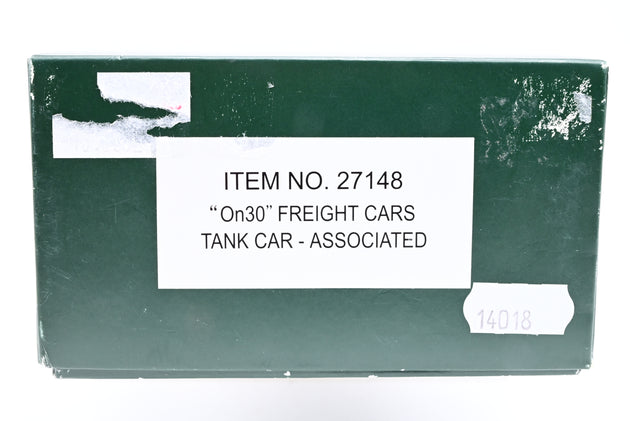 ITEM NO. 27148
“On30” FREIGHT CARS
TANK CAR - ASSOCIATED
14018